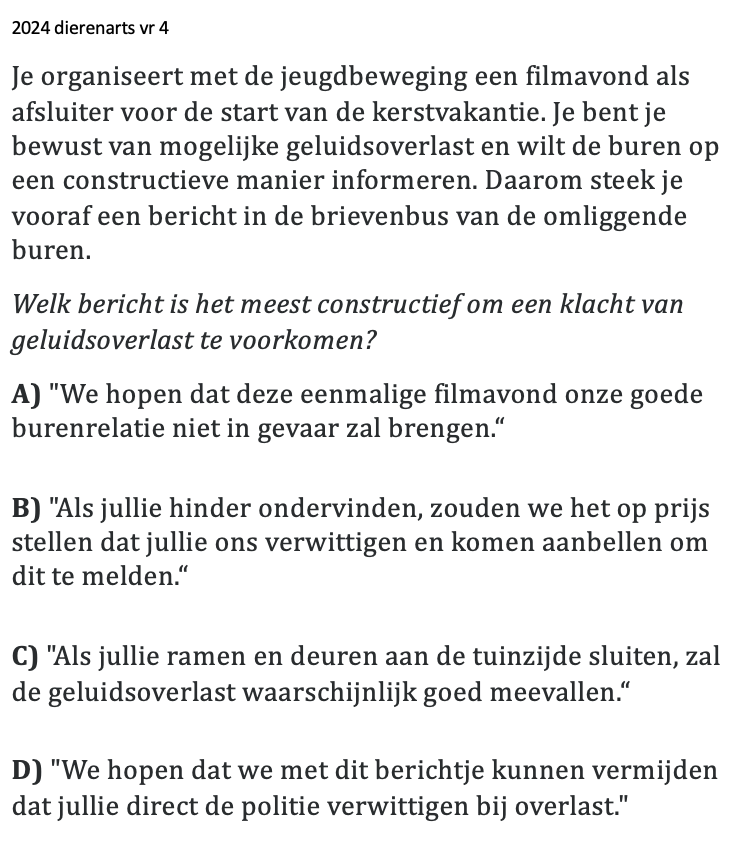 2024 dierenarts vr 4
Je organiseert met de jeugdbeweging een filmavond als
afsluiter voor de start van de kerstvakantie. Je bent je
bewust van mogelijke geluidsoverlast en wilt de buren op
een constructieve manier informeren. Daarom steek je
vooraf een bericht in de brievenbus van de omliggende
buren.
Welk bericht is het meest constructief om een klacht van
geluidsoverlast te voorkomen?
A) "We hopen dat deze eenmalige filmavond onze goede
burenrelatie niet in gevaar zal brengen.“
B) "Als jullie hinder ondervinden, zouden we het op prijs
stellen dat jullie ons verwittigen en komen aanbellen om
dit te melden.“
C) "Als jullie ramen en deuren aan de tuinzijde sluiten, zal
de geluidsoverlast waarschijnlijk goed meevallen.“
D) "We hopen dat we met dit berichtje kunnen vermijden
dat jullie direct de politie verwittigen bij overlast."